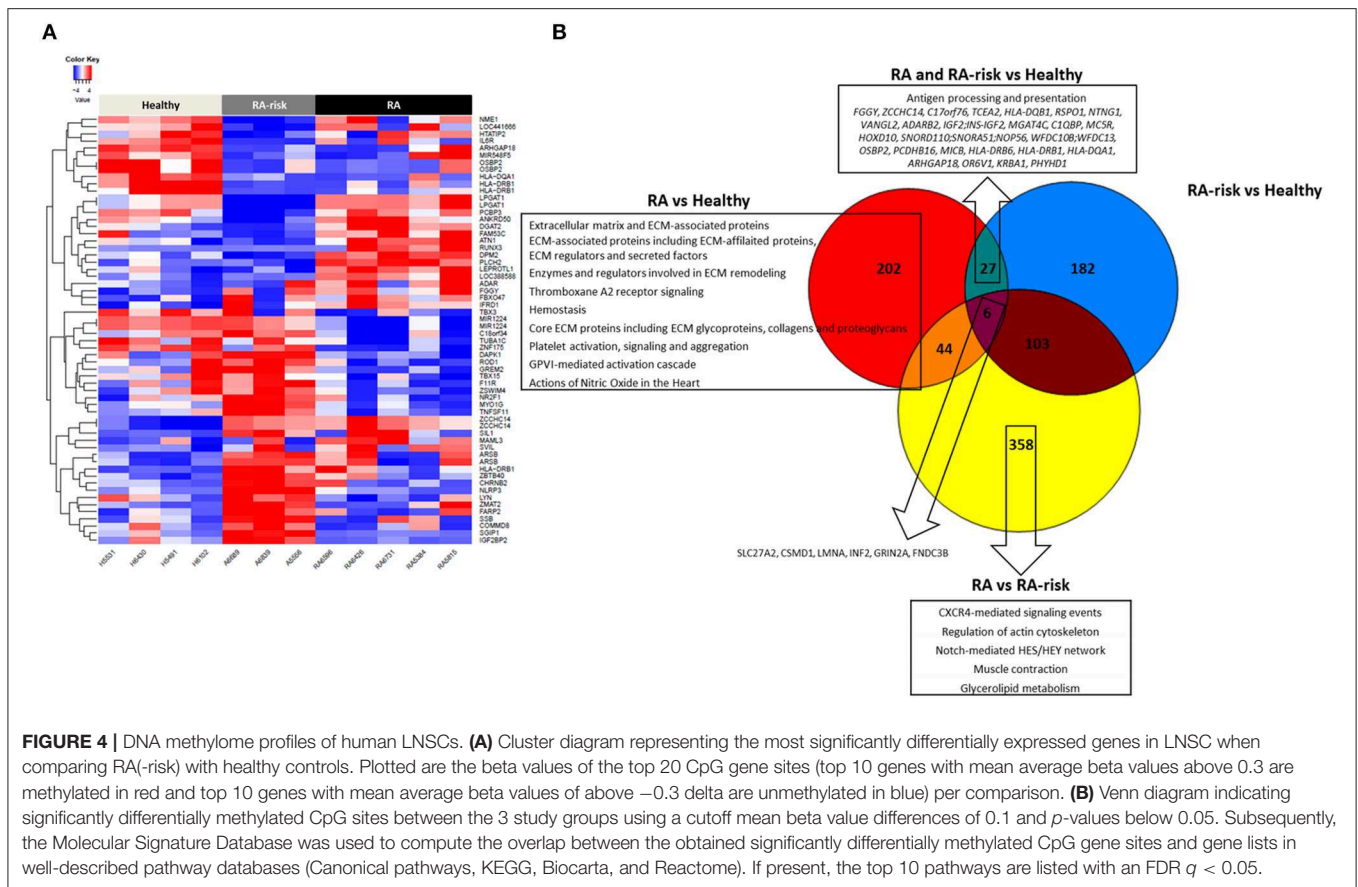 A
B
Color Key
−4 4
Value
Healthy
RA-risk
RA
NME1
LOC441666
HTATIP2
IL6R
ARHGAP18
MIR548F5
OSBP2
OSBP2
HLA-DQA1
HLA-DRB1
HLA-DRB1
LPGAT1
LPGAT1
PCBP3
ANKRD50
DGAT2
FAM53C
ATN1
RUNX3
DPM2
PLCH2
LEPROTL1
LOC388588
ADAR
FGGY
FBXO47
IFRD1
TBX3
MIR1224
MIR1224
C18orf34
TUBA1C
ZNF175
DAPK1
ROD1
GREM2
TBX15
F11R
ZSWIM4
NR2F1
MYO1G
TNFSF11
ZCCHC14
ZCCHC14
SIL1
MAML3
SVIL
ARSB
ARSB
HLA-DRB1
ZBTB40
CHRNB2
NLRP3
LYN
ZMAT2
FARP2
SSB
COMMD8
SGIP1
IGF2BP2
H5531
H6430
H5491
H6102
A6689
A6839
A5566
RA6596
RA6426
RA6731
RA5384
RA5815
RA and RA-risk vs Healthy
Antigen processing and presentation
FGGY, ZCCHC14, C17orf76, TCEA2, HLA-DQB1, RSPO1, NTNG1,
VANGL2, ADARB2, IGF2;INS-IGF2, MGAT4C, C1QBP, MC5R,
HOXD10, SNORD110;SNORA51;NOP56, WFDC10B;WFDC13,
OSBP2, PCDHB16, MICB, HLA-DRB6, HLA-DRB1, HLA-DQA1,
ARHGAP18, OR6V1, KRBA1, PHYHD1
RA vs Healthy
RA-risk vs Healthy
Extracellular matrix and ECM-associated proteins
ECM-associated proteins including ECM-affilaited proteins,
ECM regulators and secreted factors
Enzymes and regulators involved in ECM remodeling
Thromboxane A2 receptor signaling
Hemostasis
Core ECM proteins including ECM glycoproteins, collagens and proteoglycans
Platelet activation, signaling and aggregation
GPVI-mediated activation cascade
Actions of Nitric Oxide in the Heart
202
27
182
6
44
103
358
SLC27A2, CSMD1, LMNA, INF2, GRIN2A, FNDC3B
RA vs RA-risk
CXCR4-mediated signaling events
Regulation of actin cytoskeleton
Notch-mediated HES/HEY network
Muscle contraction
Glycerolipid metabolism
FIGURE 4 | DNA methylome profiles of human LNSCs. (A) Cluster diagram representing the most significantly differentially expressed genes in LNSC when
comparing RA(-risk) with healthy controls. Plotted are the beta values of the top 20 CpG gene sites (top 10 genes with mean average beta values above 0.3 are
methylated in red and top 10 genes with mean average beta values of above −0.3 delta are unmethylated in blue) per comparison. (B) Venn diagram indicating
significantly differentially methylated CpG sites between the 3 study groups using a cutoff mean beta value differences of 0.1 and p-values below 0.05. Subsequently,
the Molecular Signature Database was used to compute the overlap between the obtained significantly differentially methylated CpG gene sites and gene lists in
well-described pathway databases (Canonical pathways, KEGG, Biocarta, and Reactome). If present, the top 10 pathways are listed with an FDR q < 0.05.